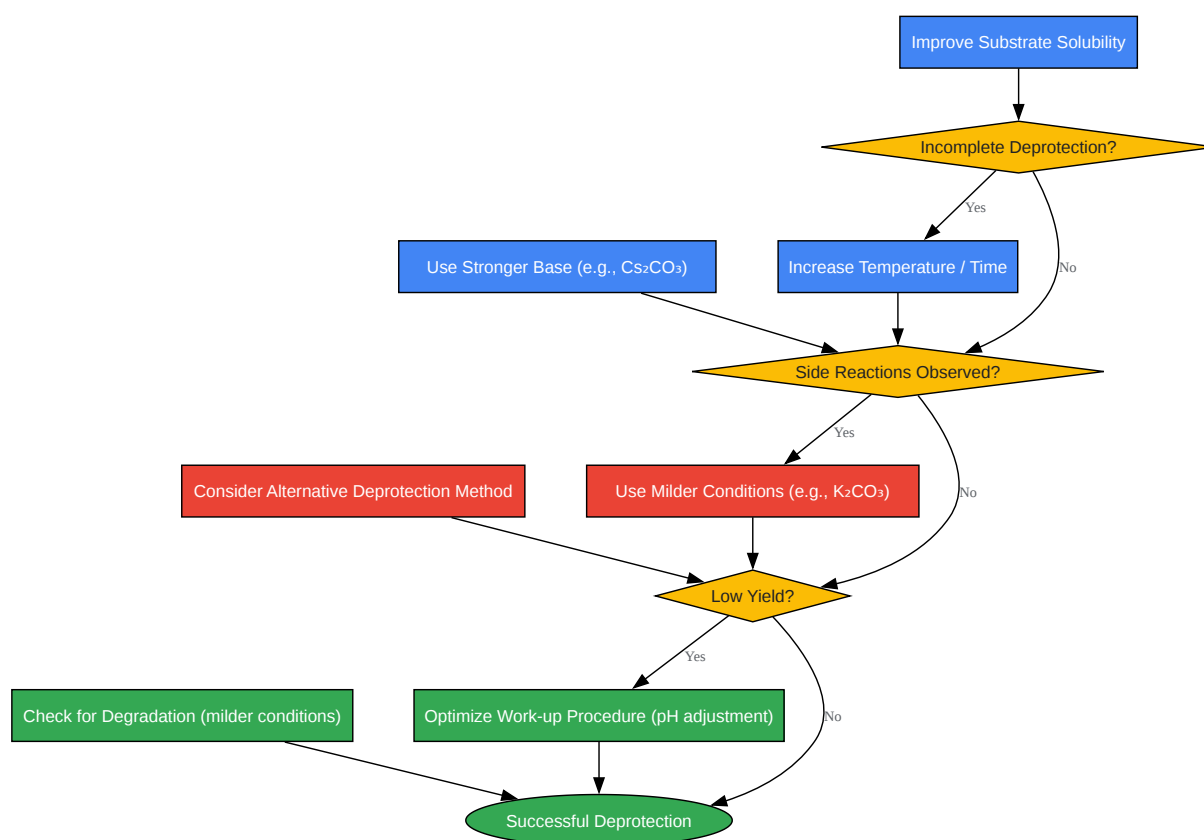 Improve Substrate Solubility
Incomplete Deprotection?
Yes
Use Stronger Base (e.g., Cs₂CO₃)
Increase Temperature / Time
No
Side Reactions Observed?
Yes
Consider Alternative Deprotection Method
Use Milder Conditions (e.g., K₂CO₃)
No
Low Yield?
Yes
Check for Degradation (milder conditions)
Optimize Work-up Procedure (pH adjustment)
No
Successful Deprotection